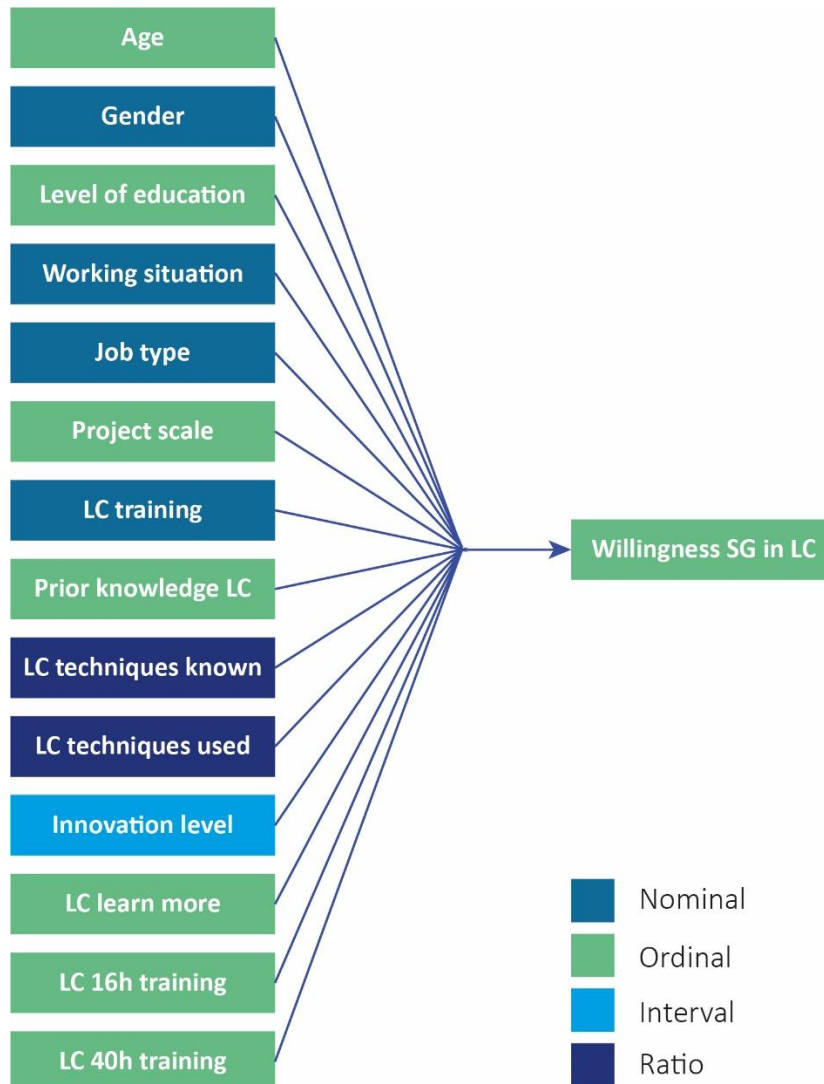 Age
Gender
Level of education
Working situation
Job type
Project scale
LC training
Prior knowledge LC
LC techniques known
LC techniques used
Innovation level
LC learn more
LC 16h training
LC 40h training
Willingness SG in LC
Nominal
Ordinal
Interval
Ratio